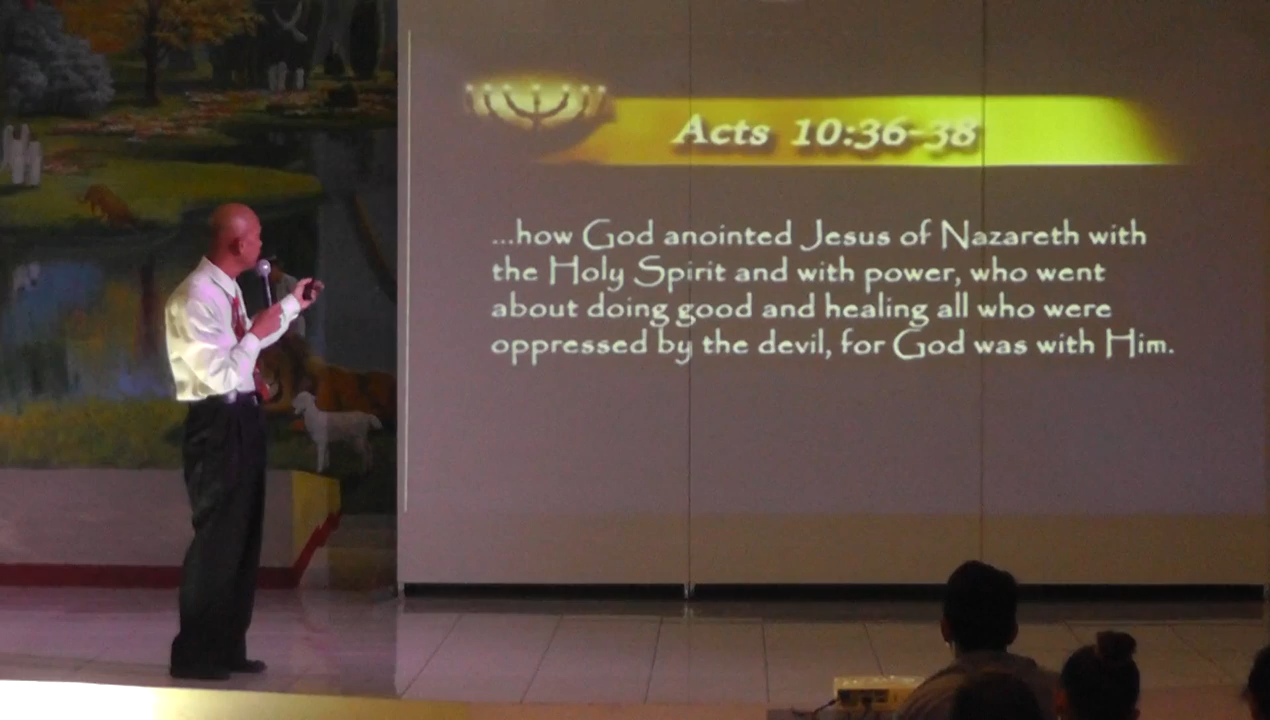 Acts 10:36-38
...how God anointed Jesus of Nazareth with
the Holy Spirit and with power, who went
about doing good and healing all who were
oppressed by the devil, for God was with Him.